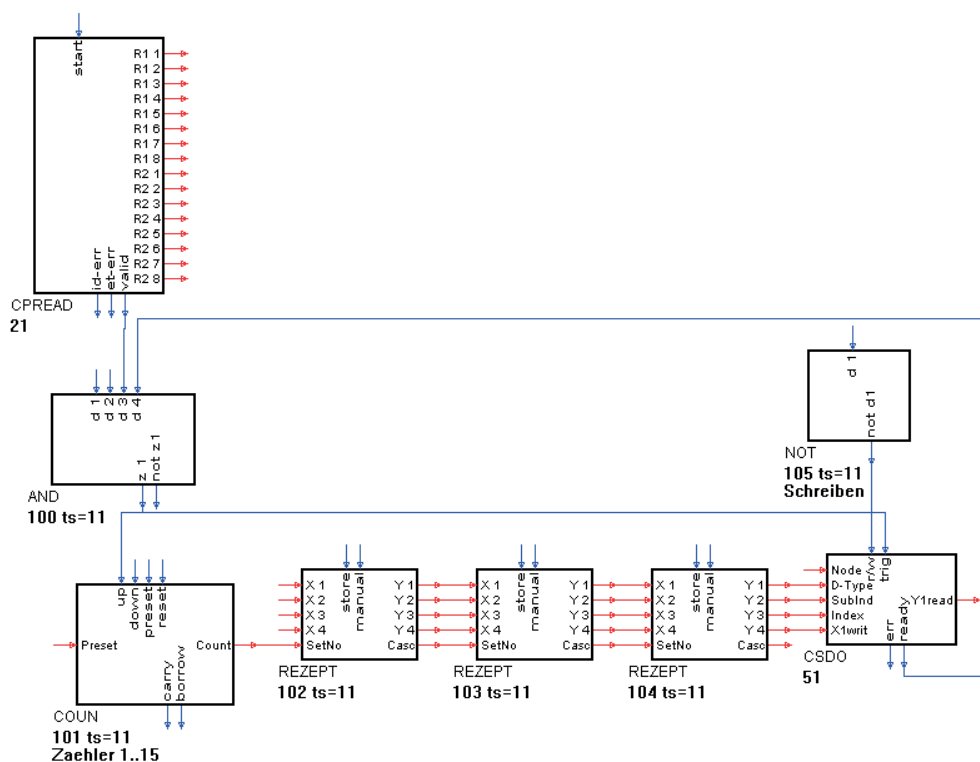 start
R1 1
R1 2
R1 3
R1 4
R1 5
R1 6
R1 7
R1 8
R2 1
R2 2
R2 3
R2 4
R2 5
R2 6
R2 7
R2 8
id-err
et-err
valid
CPREAD
21
d 1
d 2
d 3
d 4
z 1
not z1
AND
100 ts=11
d 1
not d1
NOT
105 ts=11
Schreiben
up
down
preset
reset
Preset
Count
carry
borrow
COUN
101 ts=11
Zaehler 1..15
store
manual
X 1
X 2
X 3
X 4
SetNo
Y 1
Y 2
Y 3
Y 4
Casc
REZEPT
102 ts=11
store
manual
X 1
X 2
X 3
X 4
SetNo
Y 1
Y 2
Y 3
Y 4
Casc
REZEPT
103 ts=11
store
manual
X 1
X 2
X 3
X 4
SetNo
Y 1
Y 2
Y 3
Y 4
Casc
REZEPT
104 ts=11
r/w
trig
Node
D-Type
SubInd
Index
X1writ
Y1read
err
ready
CSDO
51